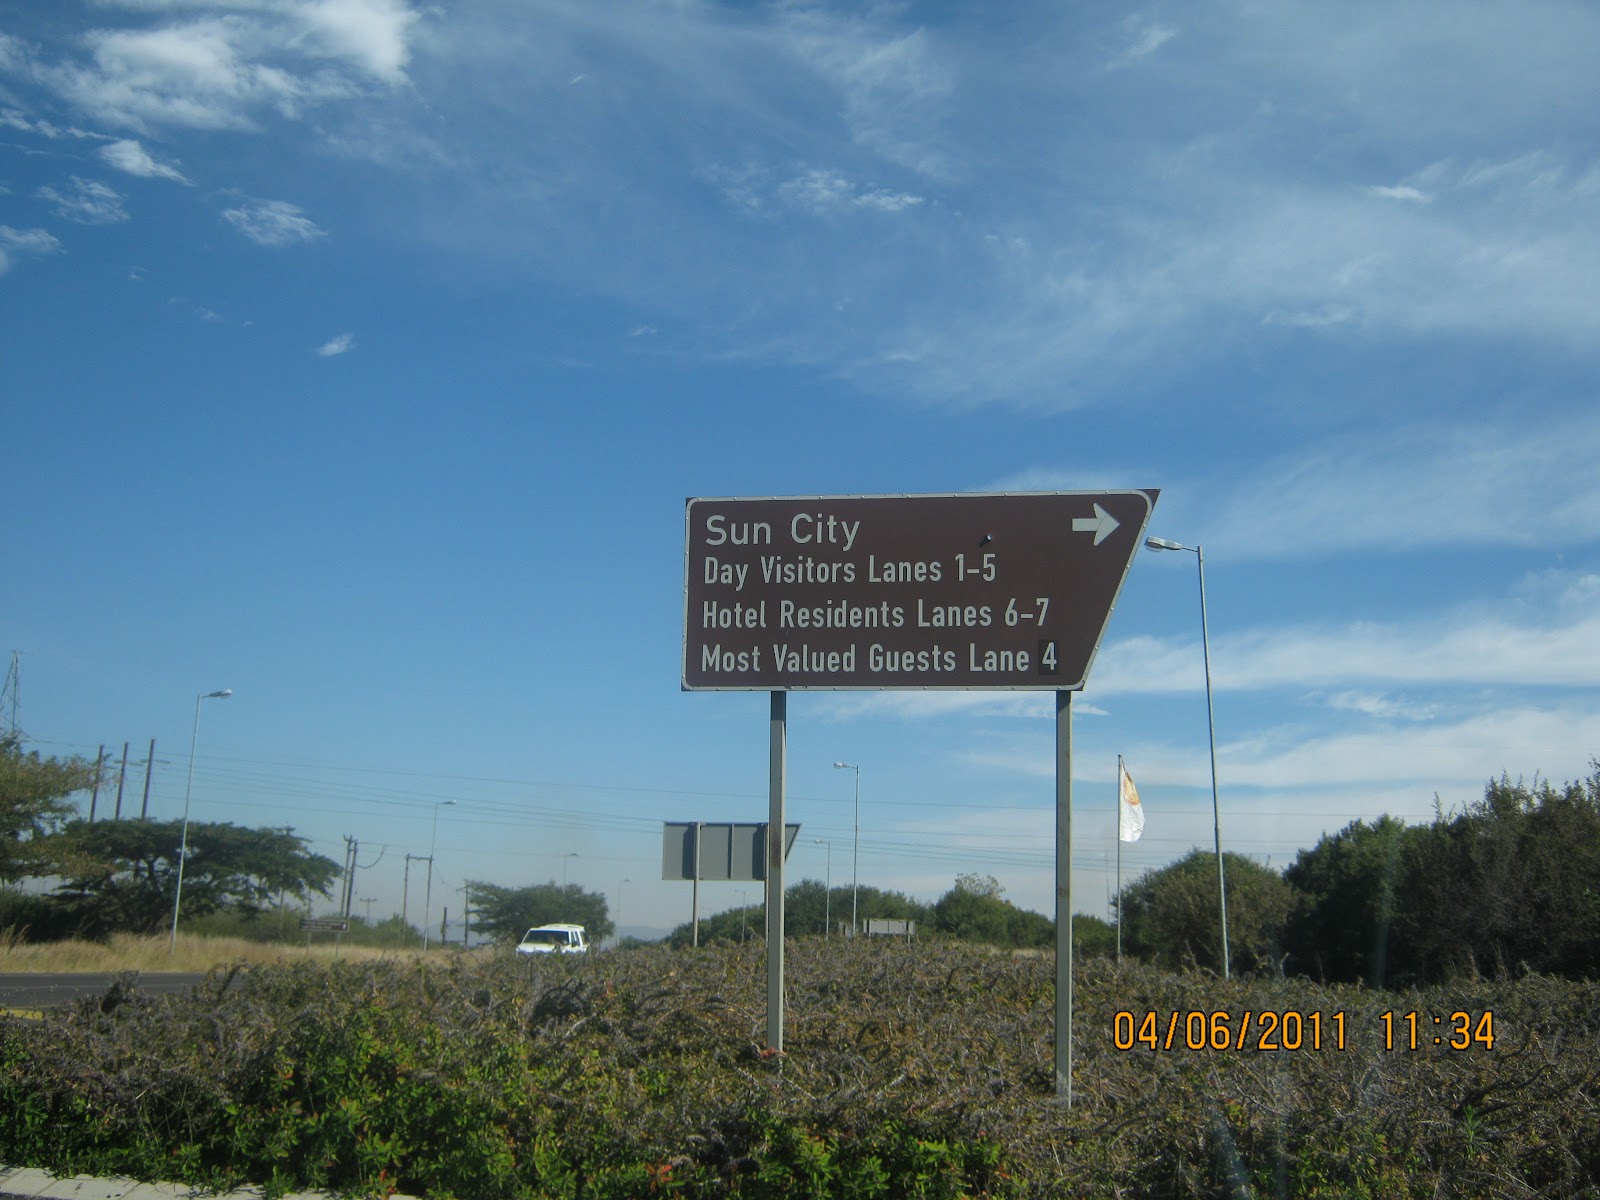 Sun City
Day Visitors Lanes 1-5
Hotel Residents Lanes 6-7
Most Valued Guests Lane 4
04/06/2011 11:34